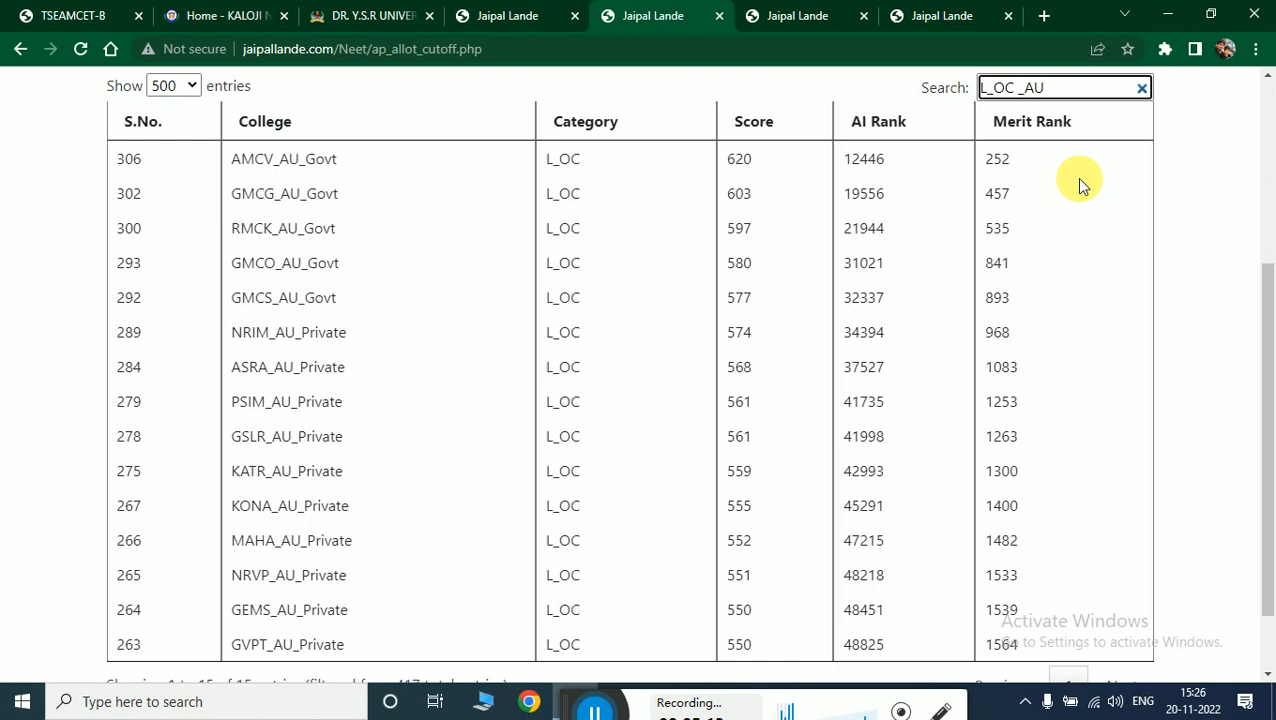 TSEAMCET-B
Home - KALOJI N
DR. Y.S.R UNIVER
Jaipal Lande
Jaipal Lande
Jaipal Lande
Jaipal Lande
Not secure
jaipallande.com/Neet/ap_allot_cutoff.php
Show 500 entries
Search: L_OC _AU
S.No. College Category Score AI Rank Merit Rank
306 AMCV_AU_Govt L_OC 620 12446 252
302 GMCG_AU_Govt L_OC 603 19556 457
300 RMCK_AU_Govt L_OC 597 21944 535
293 GMCO_AU_Govt L_OC 580 31021 841
292 GMCS_AU_Govt L_OC 577 32337 893
289 NRIM_AU_Private L_OC 574 34394 968
284 ASRA_AU_Private L_OC 568 37527 1083
279 PSIM_AU_Private L_OC 561 41735 1253
278 GSLR_AU_Private L_OC 561 41998 1263
275 KATR_AU_Private L_OC 559 42993 1300
267 KONA_AU_Private L_OC 555 45291 1400
266 MAHA_AU_Private L_OC 552 47215 1482
265 NRVP_AU_Private L_OC 551 48218 1533
264 GEMS_AU_Private L_OC 550 48451 1539
263 GVPT_AU_Private L_OC 550 48825 1564
Activate Windows
Go to Settings to activate Windows.
Type here to search
Recording...
ENG
15:26
20-11-2022